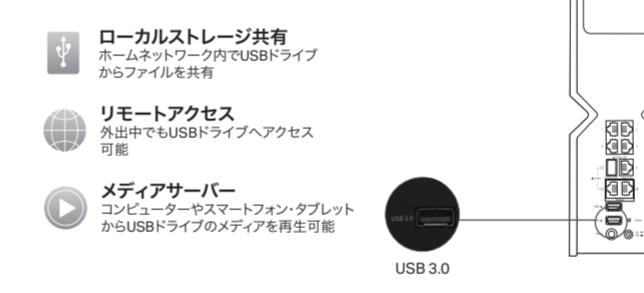 ローカルストレージ共有
ホームネットワーク内でUSBドライブ
からファイルを共有
リモートアクセス
外出中でもUSBドライブへアクセス
可能
メディアサーバー
コンピューターやスマートフォン・タブレット
からUSBドライブのメディアを再生可能
USB 3.0
USB 3.0